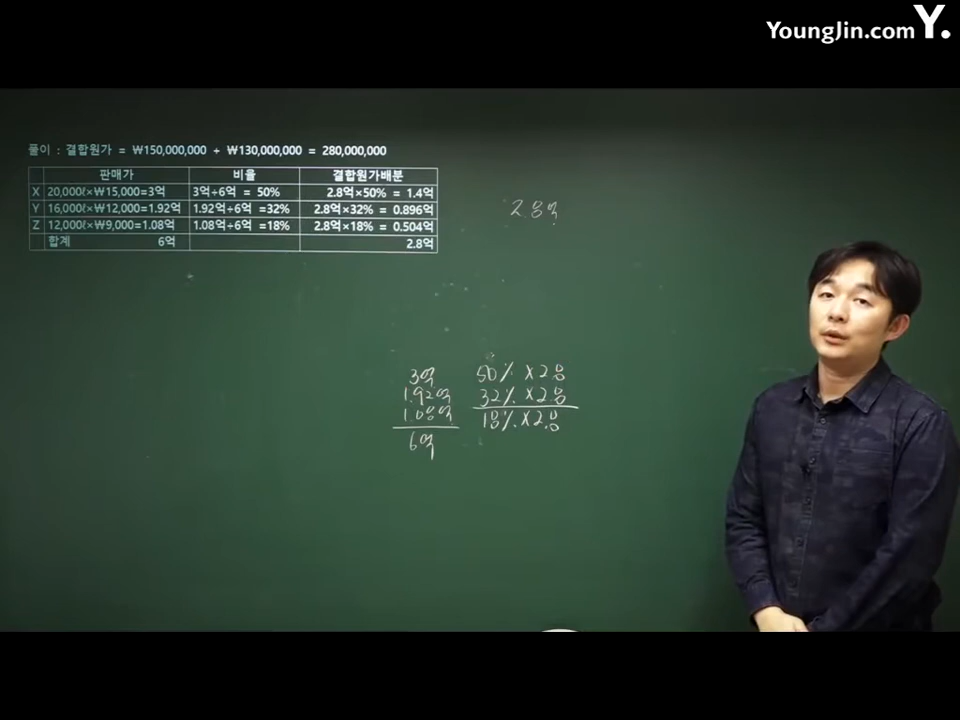 YoungJin.com Y.
풀이 : 결합원가 = ₩150,000,000 + ₩130,000,000 = 280,000,000
판매가 비율 결합원가배분
X 20,000ℓ×₩15,000=3억 3억÷6억 = 50% 2.8억×50% = 1.4억
Y 16,000ℓ×₩12,000=1.92억 1.92억÷6억 =32% 2.8억×32% = 0.896억
Z 12,000ℓ×₩9,000=1.08억 1.08억÷6억 =18% 2.8억×18% = 0.504억
합계 6억 2.8억
2.8억
3억 50% × 2.8
1.92억 32% × 2.8
1.08억 18% × 2.8
6억